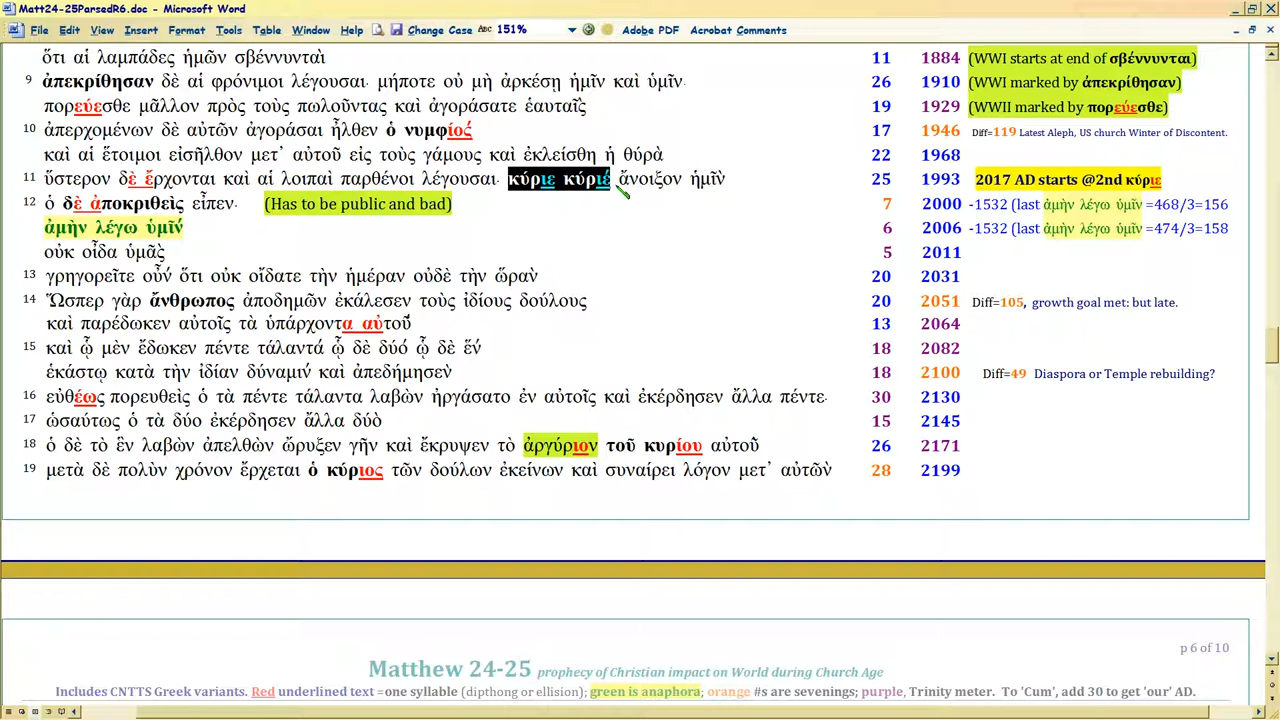 Matt24-25ParsedR6.doc - Microsoft Word
File Edit View Insert Format Tools Table Window Help Change Case ABC 151% Adobe PDF Acrobat Comments
ὅτι αἱ λαμπάδες ἡμῶν σβέννυνταὶ 11 1884 (WWI starts at end of σβέννυνται)
9 ἀπεκρίθησαν δὲ αἱ φρόνιμοι λέγουσαι· μήποτε οὐ μὴ ἀρκέσῃ ἡμῖν καὶ ὑμῖν· 26 1910 (WWI marked by ἀπεκρίθησαν)
πορεύεσθε μᾶλλον πρὸς τοὺς πωλοῦντας καὶ ἀγοράσατε ἑαυταῖς 19 1929 (WWII marked by πορεύεσθε)
10 ἀπερχομένων δὲ αὐτῶν ἀγοράσαι ἦλθεν ὁ νυμφίος 17 1946 Diff=119 Latest Aleph, US church Winter of Discontent.
καὶ αἱ ἕτοιμοι εἰσῆλθον μετ᾽ αὐτοῦ εἰς τοὺς γάμους καὶ ἐκλείσθη ἡ θύρὰ 22 1968
11 ὕστερον δὲ ἔρχονται καὶ αἱ λοιπαὶ παρθένοι λέγουσαι· κύριε κύριέ ἄνοιξον ἡμῖν 25 1993 2017 AD starts @2nd κύριε
12 ὁ δὲ ἀποκριθεὶς εἶπεν· (Has to be public and bad) 7 2000 -1532 (last ἀμὴν λέγω ὑμῖν =468/3=156
ἀμὴν λέγω ὑμῖν 6 2006 -1532 (last ἀμὴν λέγω ὑμῖν =474/3=158
οὐκ οἶδα ὑμᾶς 5 2011
13 γρηγορεῖτε οὖν ὅτι οὐκ οἴδατε τὴν ἡμέραν οὐδὲ τὴν ὥραν 20 2031
14 Ὥσπερ γὰρ ἄνθρωπος ἀποδημῶν ἐκάλεσεν τοὺς ἰδίους δούλους 20 2051 Diff=105, growth goal met: but late.
καὶ παρέδωκεν αὐτοῖς τὰ ὑπάρχοντα αὐτοῦ 13 2064
15 καὶ ᾧ μὲν ἔδωκεν πέντε τάλαντά ᾧ δὲ δύό ᾧ δὲ ἕν 18 2082
ἑκάστῳ κατὰ τὴν ἰδίαν δύναμιν καὶ ἀπεδήμησεν 18 2100 Diff=49 Diaspora or Temple rebuilding?
16 εὐθέως πορευθεὶς ὁ τὰ πέντε τάλαντα λαβὼν ἠργάσατο ἐν αὐτοῖς καὶ ἐκέρδησεν ἄλλα πέντε· 30 2130
17 ὡσαύτως ὁ τὰ δύο ἐκέρδησεν ἄλλα δύὸ 15 2145
18 ὁ δὲ τὸ ἓν λαβὼν ἀπελθὼν ὤρυξεν γῆν καὶ ἔκρυψεν τὸ ἀργύριον τοῦ κυρίου αὐτοῦ 26 2171
19 μετὰ δὲ πολὺν χρόνον ἔρχεται ὁ κύριος τῶν δούλων ἐκείνων καὶ συναίρει λόγον μετ᾽ αὐτῶν 28 2199
p 6 of 10
Matthew 24-25 prophecy of Christian impact on World during Church Age
Includes CNTTS Greek variants. Red underlined text =one syllable (dipthong or ellision); green is anaphora; orange #s are sevenings; purple, Trinity meter. To 'Cum', add 30 to get 'our' AD.